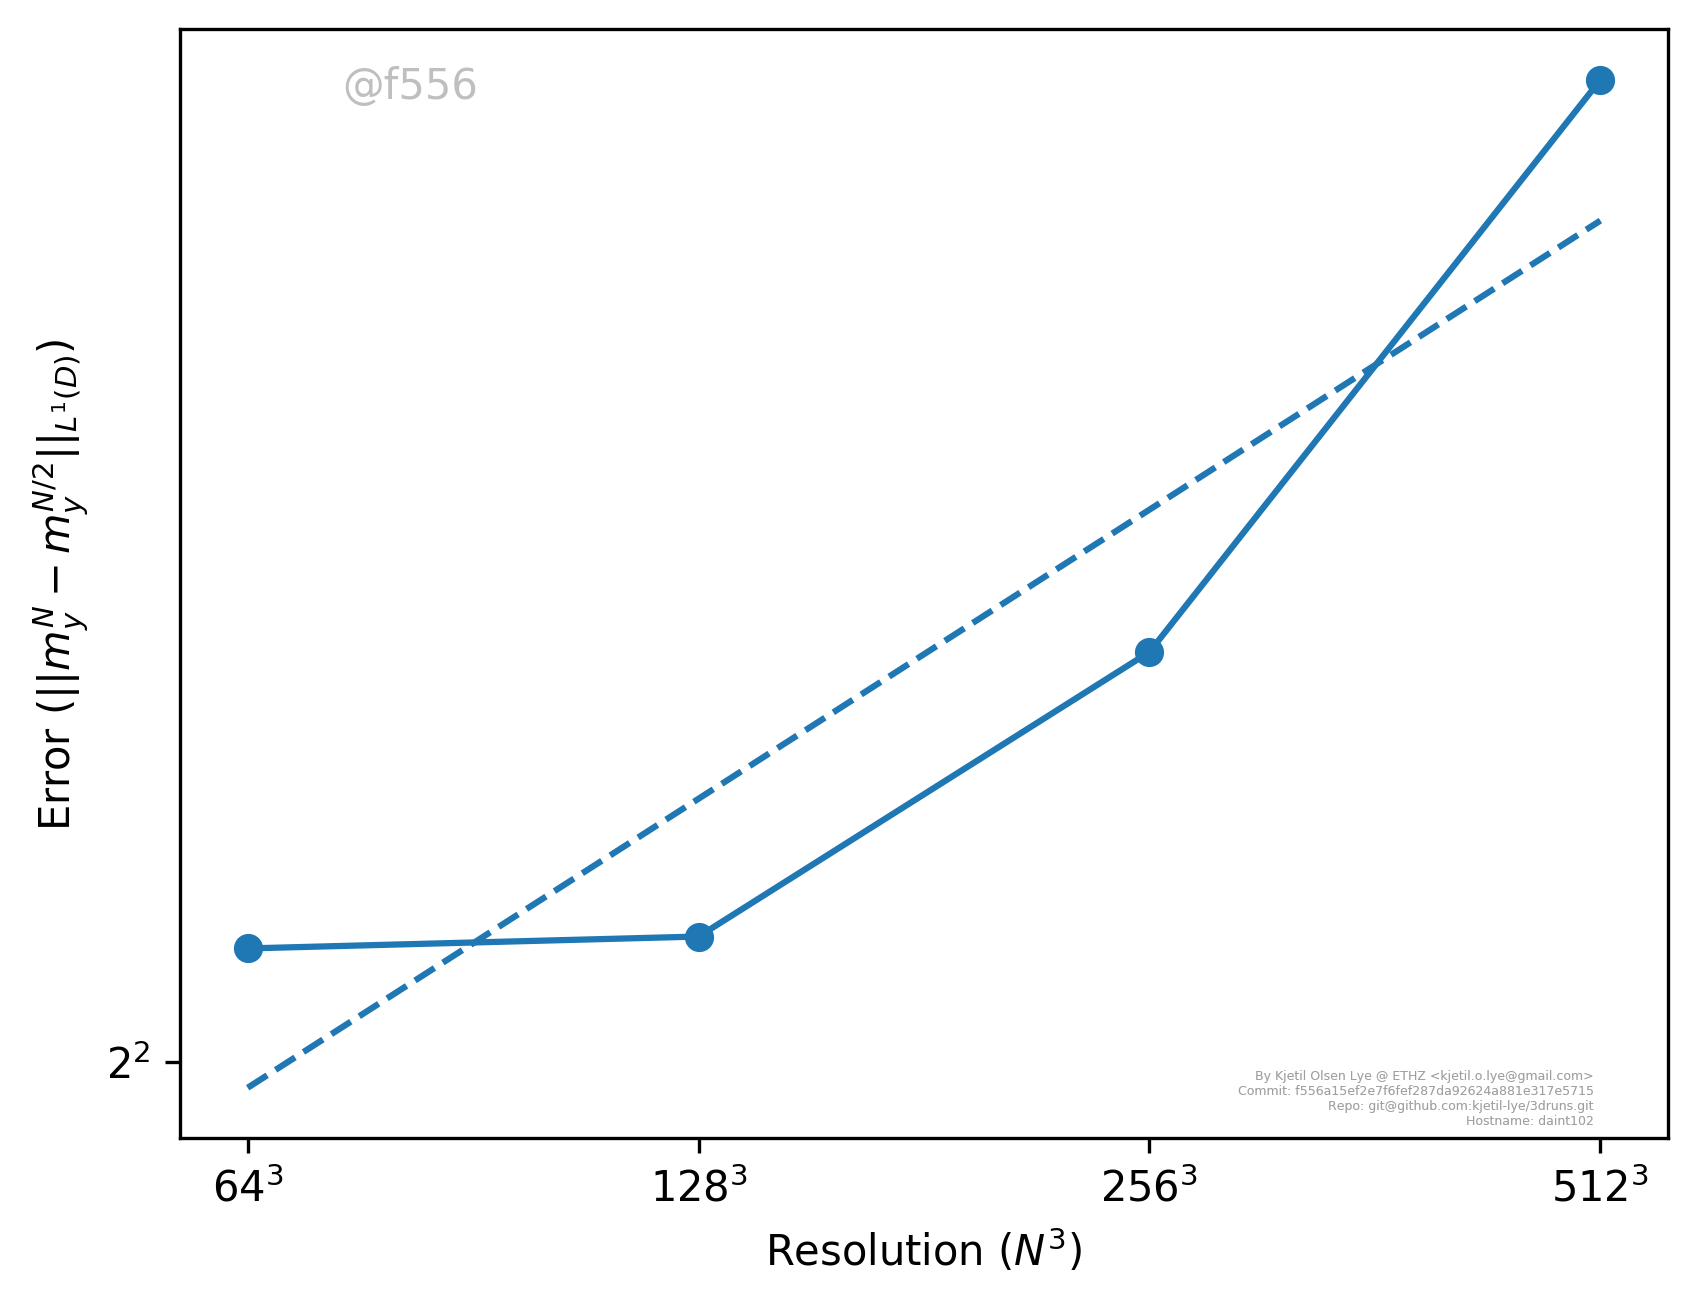 @f556
Error (||m_y^N − m_y^{N/2}||_{L^1(D)})
2^2
By Kjetil Olsen Lye @ ETHZ <kjetil.o.lye@gmail.com>
Commit: f556a15ef2e7f6fef287da92624a881e317e5715
Repo: git@github.com:kjetil-lye/3druns.git
Hostname: daint102
64^3 128^3 256^3 512^3
Resolution (N^3)